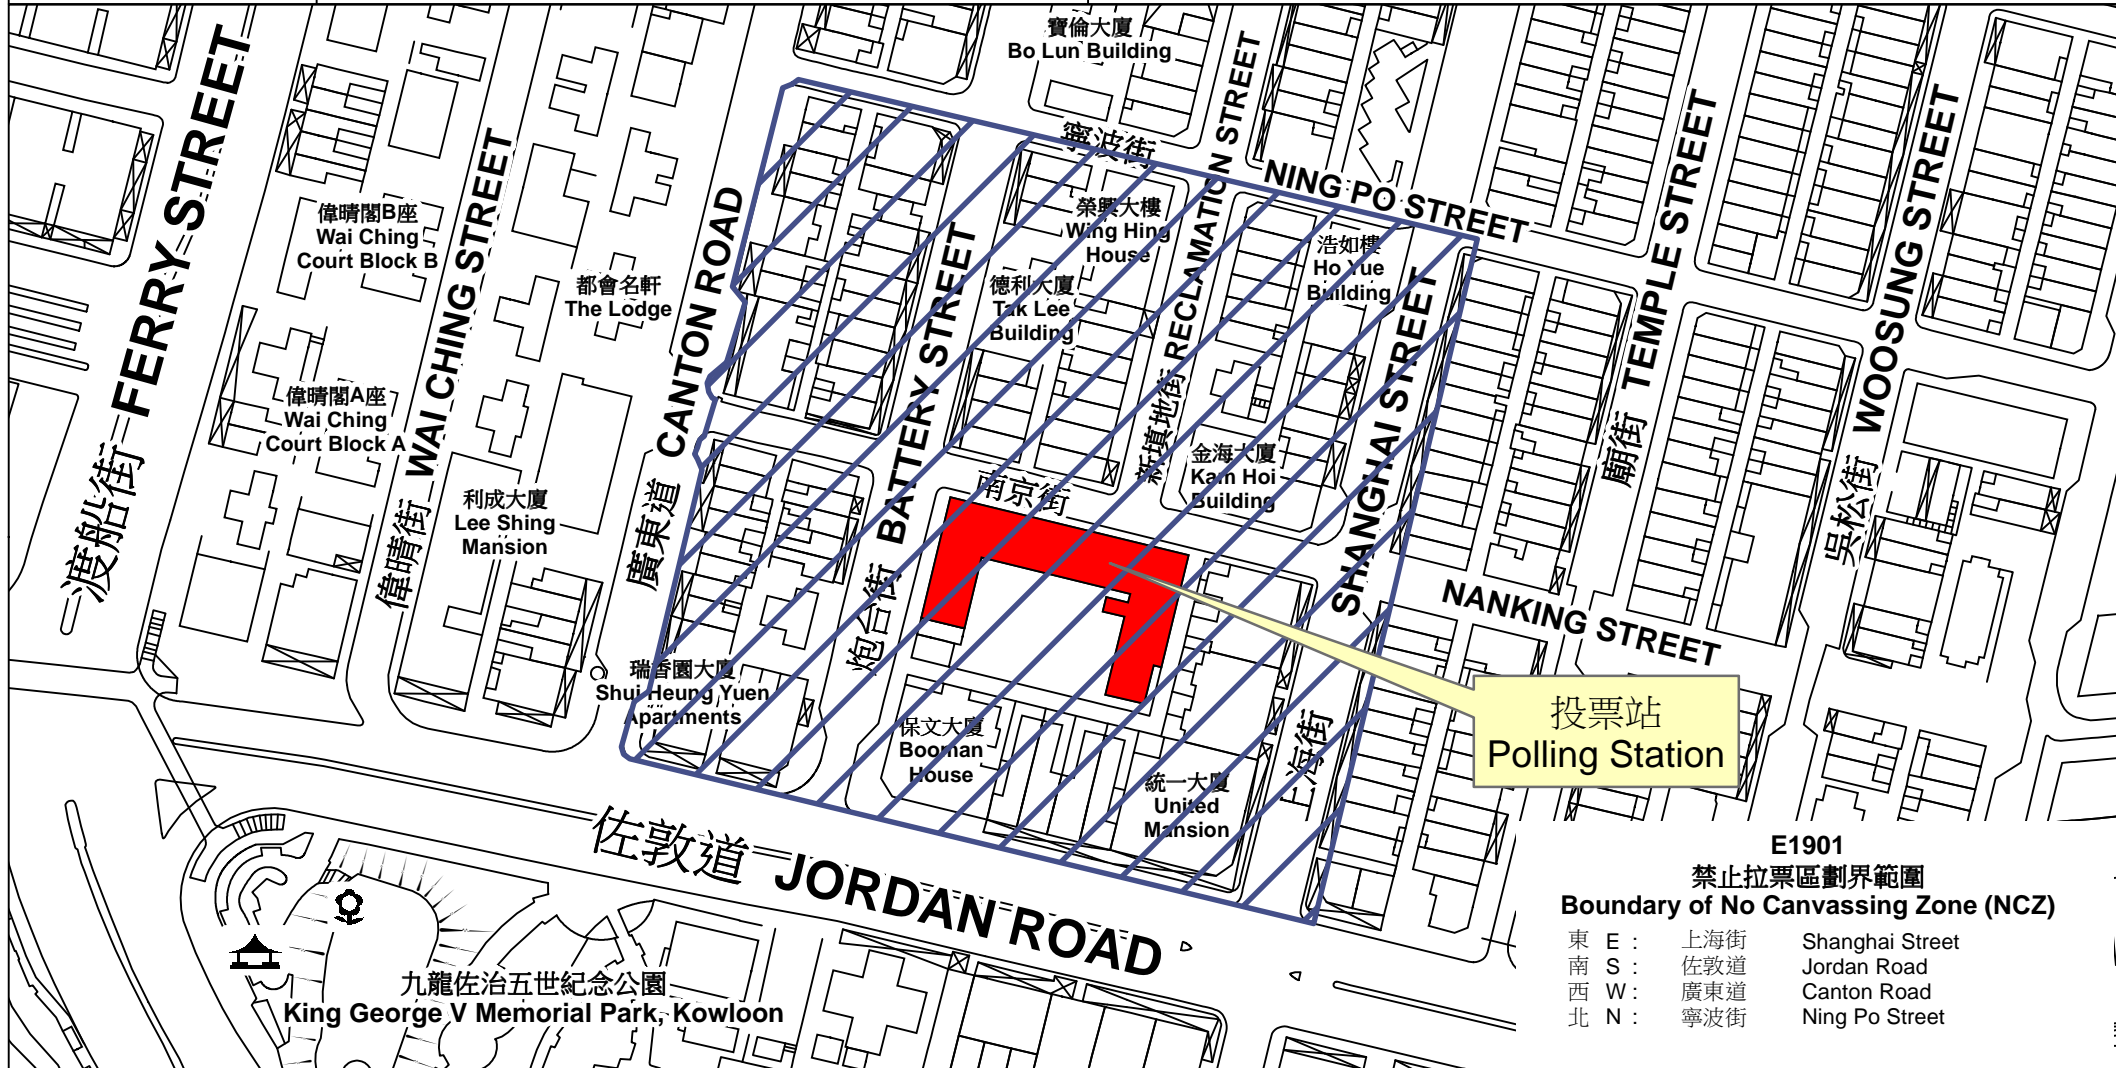 寶倫大廈
Bo Lun Building
渡船街 FERRY STREET
偉晴街 WAI CHING STREET
廣東道 CANTON ROAD
炮台街 BATTERY STREET
新填地街 RECLAMATION STREET
上海街 SHANGHAI STREET
廟街 TEMPLE STREET
吳松街 WOOSUNG STREET
寧波街 NING PO STREET
偉晴閣B座
Wai Ching
Court Block B
都會名軒
The Lodge
榮興大樓
Wing Hing
House
德利大廈
Tak Lee
Building
浩如樓
Ho Yue
Building
偉晴閣A座
Wai Ching
Court Block A
利成大廈
Lee Shing
Mansion
金海大廈
Kam Hoi
Building
南京街 NANKING STREET
瑞香園大廈
Shui Heung Yuen
Apartments
保文大廈
Booman
House
統一大廈
United
Mansion
投票站
Polling Station
佐敦道 JORDAN ROAD
九龍佐治五世紀念公園
King George V Memorial Park, Kowloon
E1901
禁止拉票區劃界範圍
Boundary of No Canvassing Zone (NCZ)
東 E : 上海街 Shanghai Street
南 S : 佐敦道 Jordan Road
西 W : 廣東道 Canton Road
北 N : 寧波街 Ning Po Street